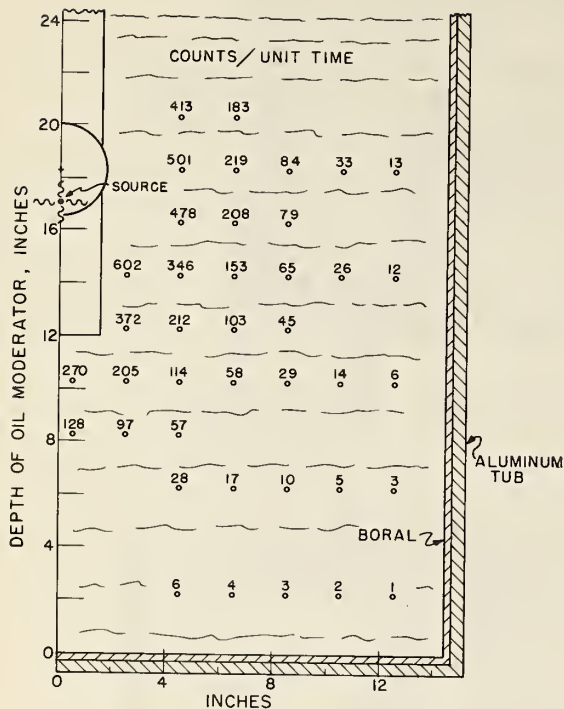 24
COUNTS/UNIT TIME
413 183
20
501 219 84 33 13
SOURCE
478 208 79
16
602 346 153 65 26 12
372 212 103 45
12
270 205 114 58 29 14 6
128 97 57
8
ALUMINUM
TUB
28 17 10 5 3
BORAL
4
6 4 3 2 1
0
0 4 8 12
INCHES
DEPTH OF OIL MODERATOR, INCHES